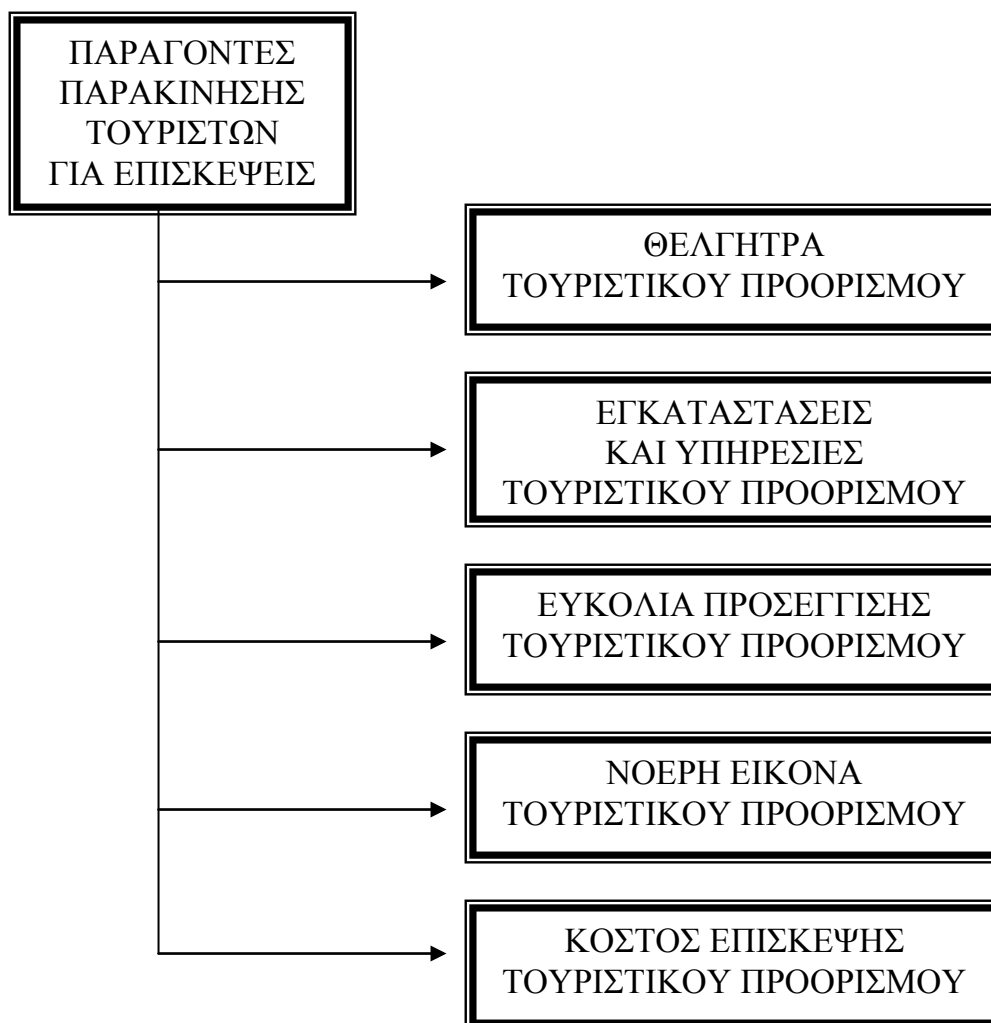 ΠΑΡΑΓΟΝΤΕΣ
ΠΑΡΑΚΙΝΗΣΗΣ
ΤΟΥΡΙΣΤΩΝ
ΓΙΑ ΕΠΙΣΚΕΨΕΙΣ
ΘΕΛΓΗΤΡΑ
ΤΟΥΡΙΣΤΙΚΟΥ ΠΡΟΟΡΙΣΜΟΥ
ΕΓΚΑΤΑΣΤΑΣΕΙΣ
ΚΑΙ ΥΠΗΡΕΣΙΕΣ
ΤΟΥΡΙΣΤΙΚΟΥ ΠΡΟΟΡΙΣΜΟΥ
ΕΥΚΟΛΙΑ ΠΡΟΣΕΓΓΙΣΗΣ
ΤΟΥΡΙΣΤΙΚΟΥ ΠΡΟΟΡΙΣΜΟΥ
ΝΟΕΡΗ ΕΙΚΟΝΑ
ΤΟΥΡΙΣΤΙΚΟΥ ΠΡΟΟΡΙΣΜΟΥ
ΚΟΣΤΟΣ ΕΠΙΣΚΕΨΗΣ
ΤΟΥΡΙΣΤΙΚΟΥ ΠΡΟΟΡΙΣΜΟΥ